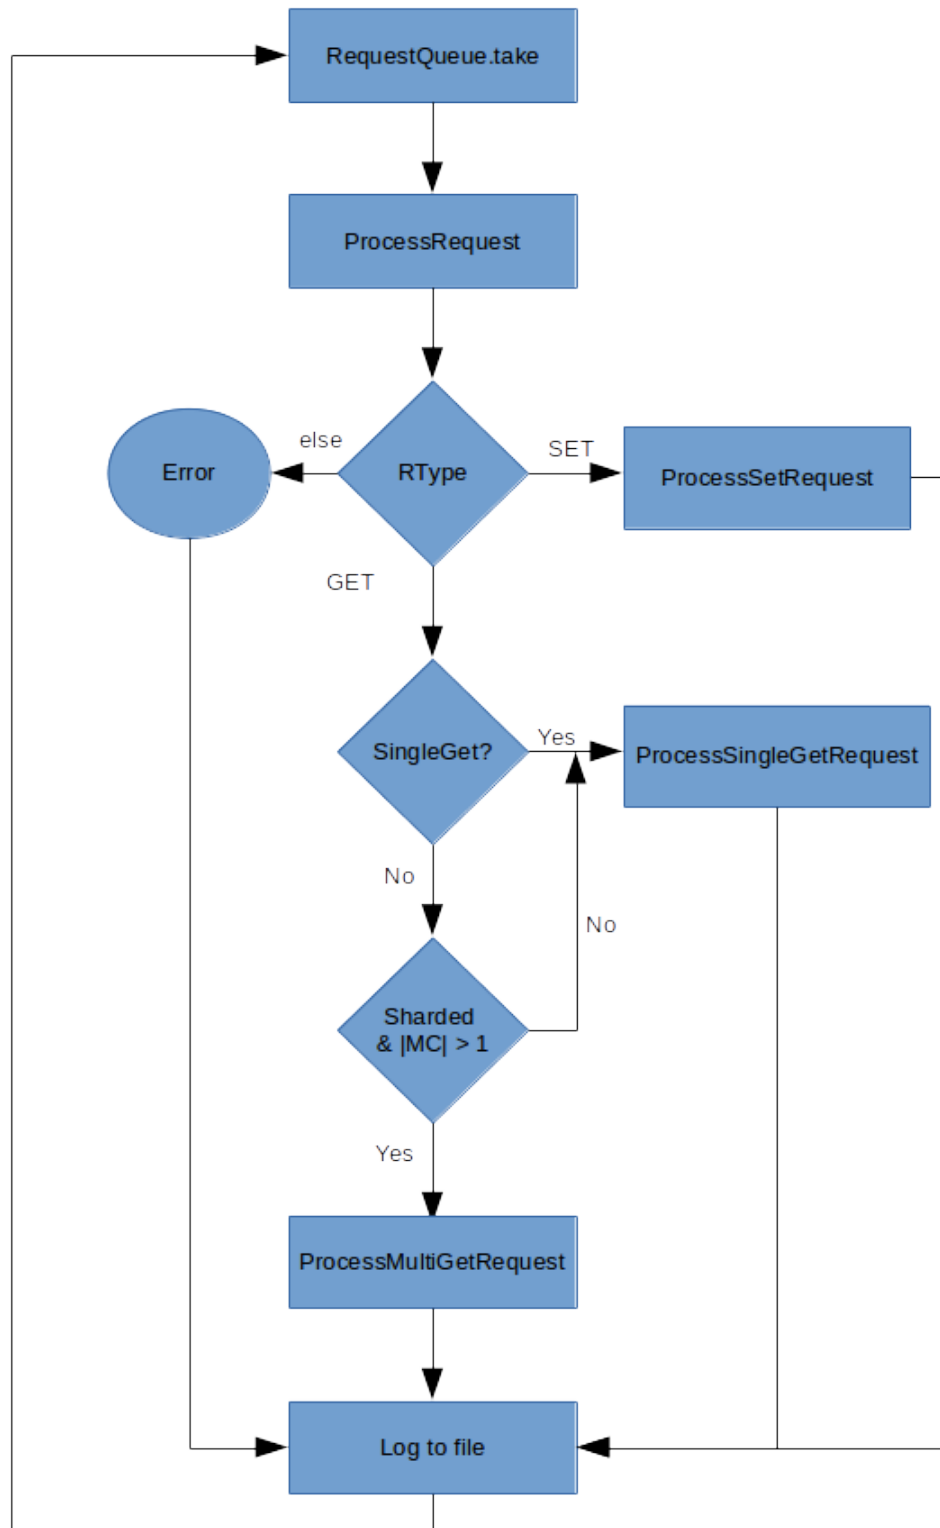 RequestQueue.take
ProcessRequest
else
SET
Error
RType
ProcessSetRequest
GET
Yes
SingleGet?
ProcessSingleGetRequest
No
No
Sharded
& |MC| > 1
Yes
ProcessMultiGetRequest
Log to file